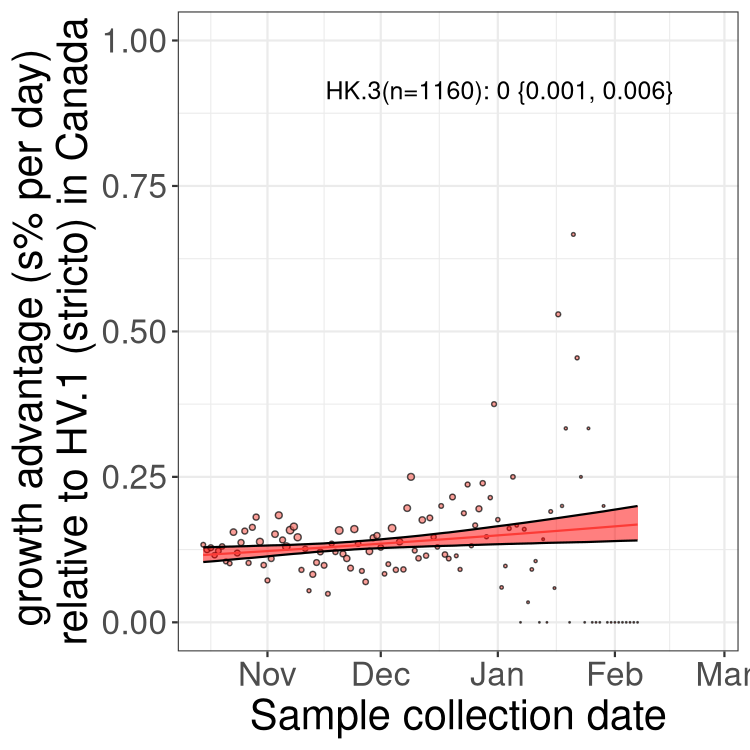 growth advantage (s% per day)
relative to HV.1 (stricto) in Canada
1.00
0.75
0.50
0.25
0.00
HK.3(n=1160): 0 {0.001, 0.006}
Nov Dec Jan Feb Mar
Sample collection date